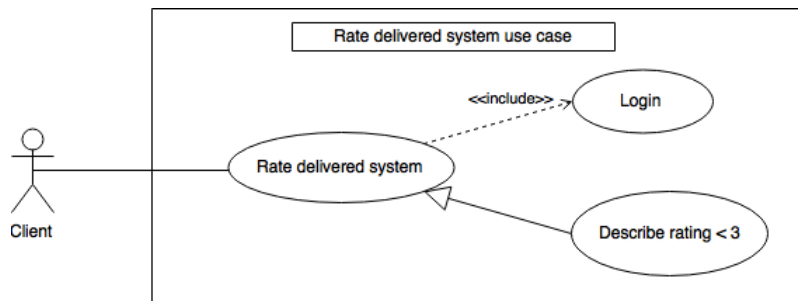 Rate delivered system use case
<<include>>
Login
Rate delivered system
Client
Describe rating < 3